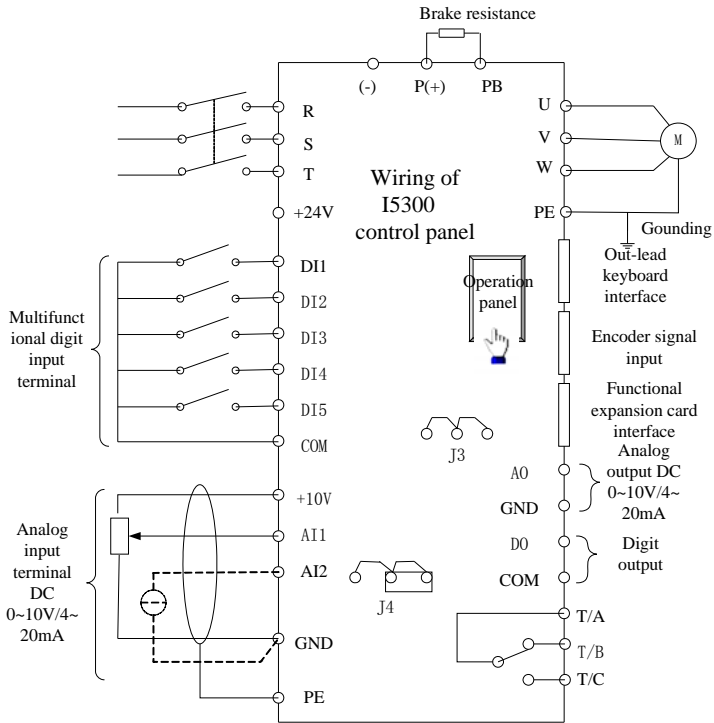 Brake resistance
(-)
P(+)
PB
R
S
T
+24V
U
V
W
PE
M
Grounding
Wiring of
I5300
control panel
Operation
panel
Out-lead
keyboard
interface
Encoder signal
input
Functional
expansion card
interface
Multifunct
ional digit
input
terminal
DI1
DI2
DI3
DI4
DI5
COM
J3
Analog
input
terminal
DC
0~10V/4~
20mA
+10V
AI1
AI2
GND
PE
J4
AO
GND
Analog
output DC
0~10V/4~
20mA
DO
COM
Digit
output
T/A
T/B
T/C